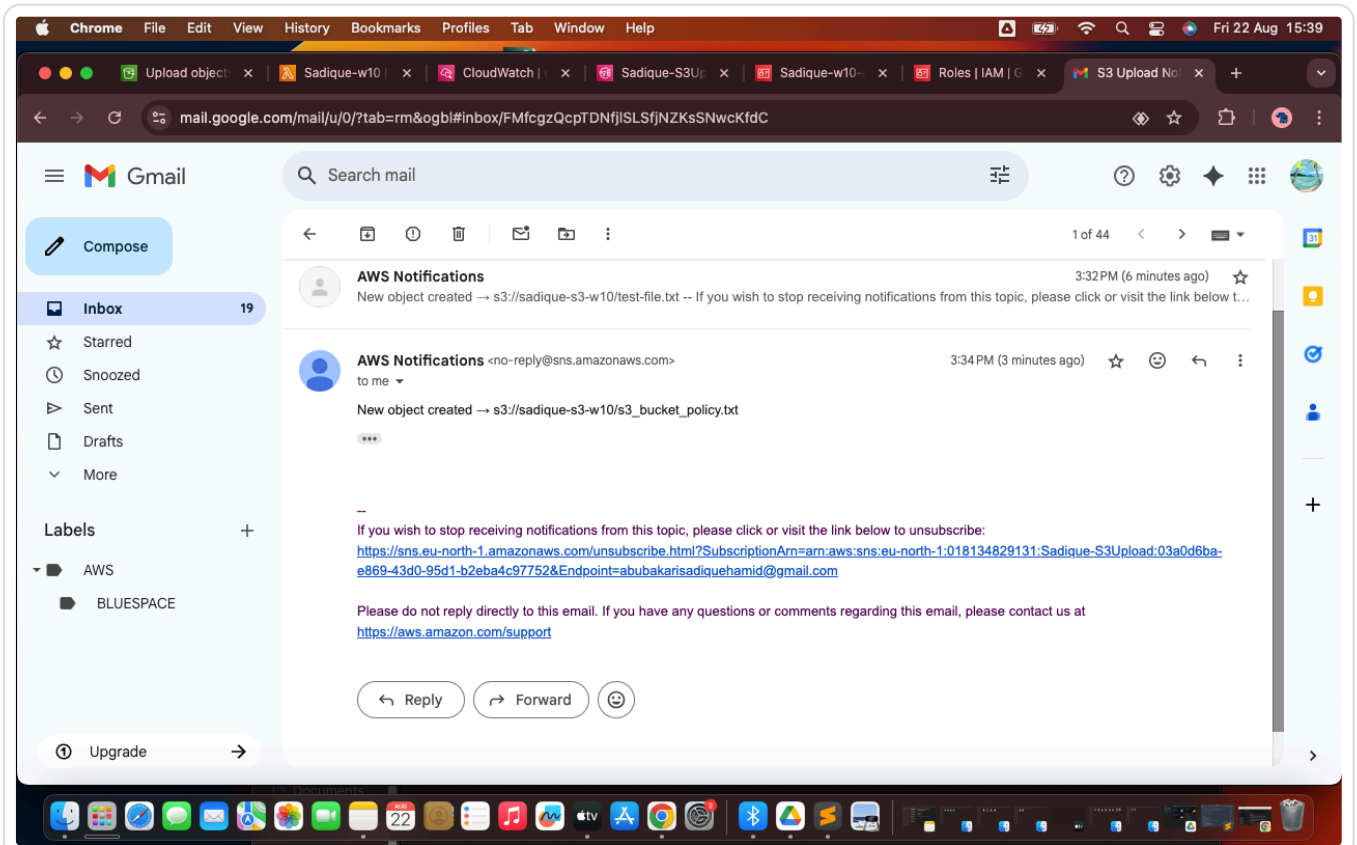 Chrome File Edit View History Bookmarks Profiles Tab Window Help Fri 22 Aug 15:39
Upload object Sadique-w10 CloudWatch Sadique-S3Up Sadique-w10- Roles | IAM | G S3 Upload Not
mail.google.com/mail/u/0/?tab=rm&ogbl#inbox/FMfcgzQcpTDNfjlSLSfjNZKsSNwcKfdC
Gmail Search mail
Compose
1 of 44
AWS Notifications 3:32 PM (6 minutes ago)
New object created → s3://sadique-s3-w10/test-file.txt -- If you wish to stop receiving notifications from this topic, please click or visit the link below t...
Inbox 19
Starred
Snoozed
Sent
Drafts
More
Labels
AWS
BLUESPACE
Upgrade
AWS Notifications <no-reply@sns.amazonaws.com> 3:34 PM (3 minutes ago)
to me
New object created → s3://sadique-s3-w10/s3_bucket_policy.txt
--
If you wish to stop receiving notifications from this topic, please click or visit the link below to unsubscribe:
https://sns.eu-north-1.amazonaws.com/unsubscribe.html?SubscriptionArn=arn:aws:sns:eu-north-1:018134829131:Sadique-S3Upload:03a0d6ba-
e869-43d0-95d1-b2eba4c97752&Endpoint=abubakarisadiquehamid@gmail.com
Please do not reply directly to this email. If you have any questions or comments regarding this email, please contact us at
https://aws.amazon.com/support
Reply Forward
31
Documents
AUG
22
tv